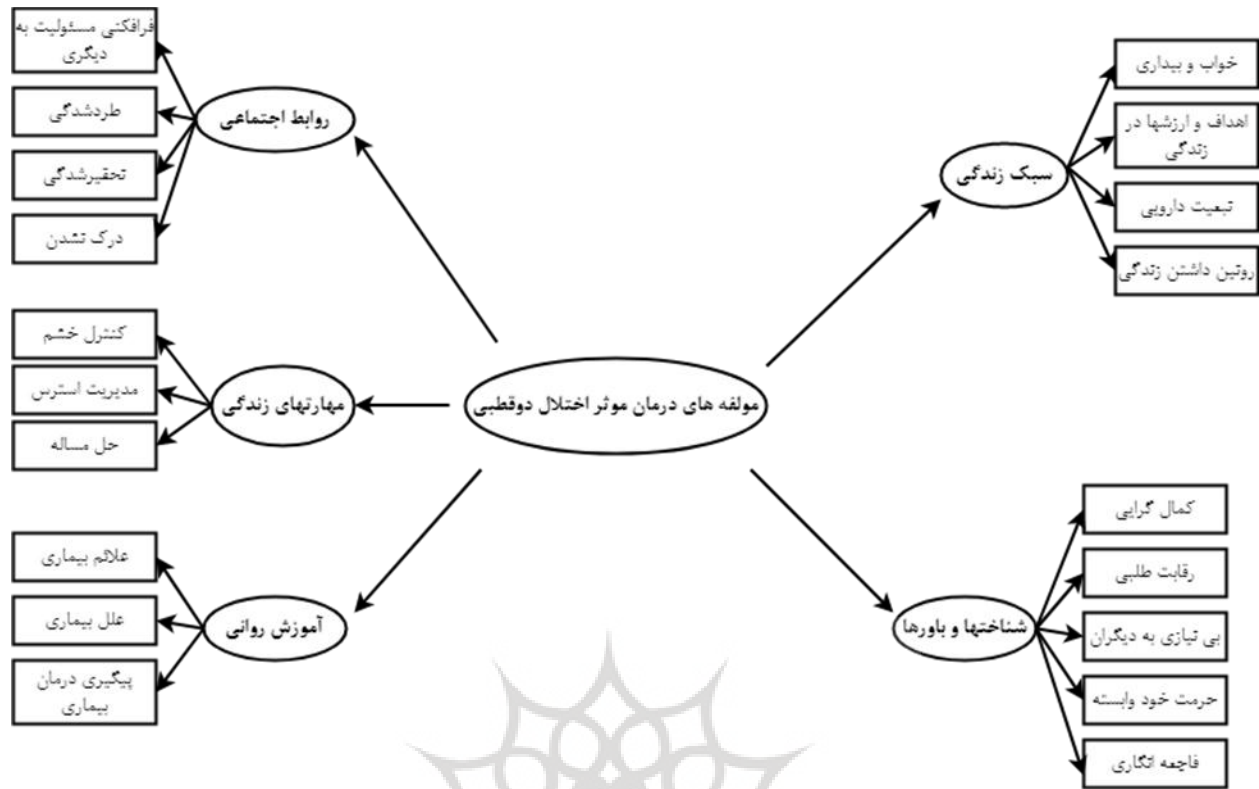 مولفه های درمان موثر اختلال دوقطبی
سبک زندگی
خواب و بیداری
اهداف و ارزشها در
زندگی
تبعیت دارویی
روتین داشتن زندگی
شناختها و باورها
کمال گرایی
رقابت طلبی
بی نیازی به دیگران
حرمت خود وابسته
فاجعه انگاری
روابط اجتماعی
فرافکنی مسئولیت به
دیگری
طردشدگی
تحقیرشدگی
درک نشدن
مهارتهای زندگی
کنترل خشم
مدیریت استرس
حل مساله
آموزش روانی
علائم بیماری
علل بیماری
پیگیری درمان
بیماری